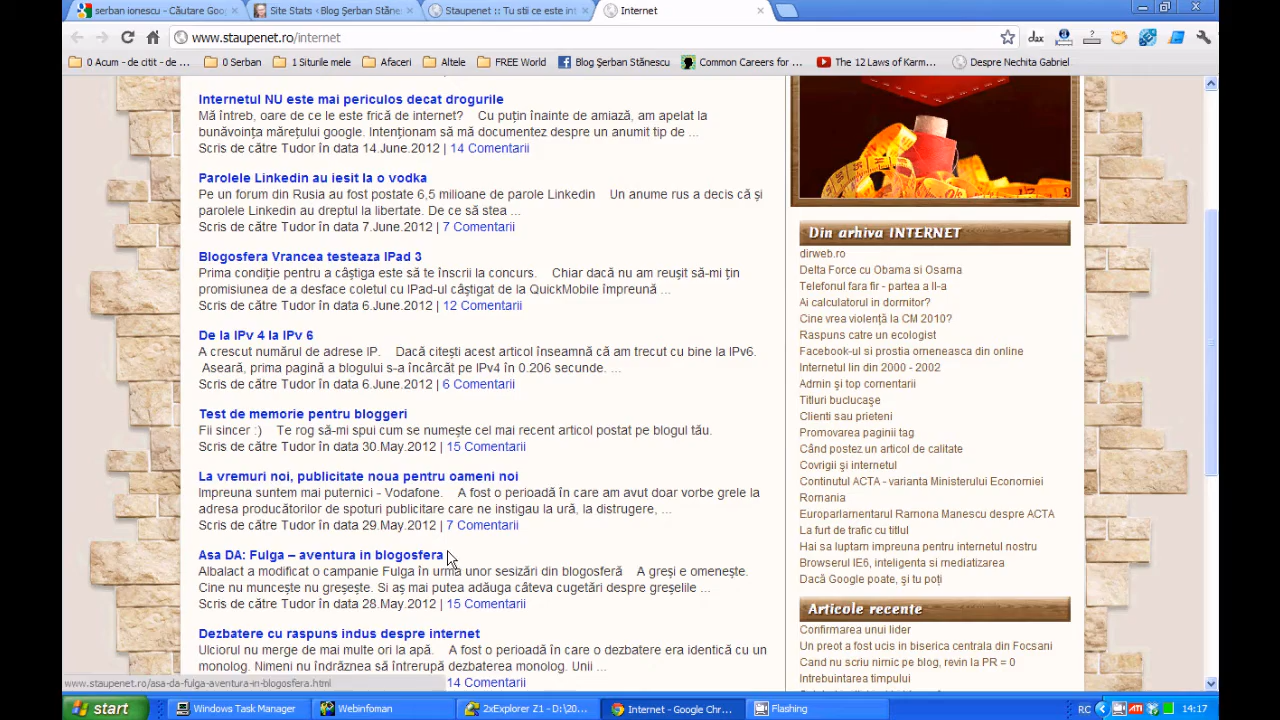 serban ionescu - Căutare Goo
Site Stats ‹ Blog Şerban Stăne
Staupenet :: Tu stii ce este int
Internet
www.staupenet.ro/internet
0 Acum - de citit - de ...
0 Serban
1 Siturile mele
Afaceri
Altele
FREE World
Blog Şerban Stănescu
Common Careers for ...
The 12 Laws of Karm...
Despre Nechita Gabriel
Internetul NU este mai periculos decat drogurile
Mă întreb, oare de ce le este frică de internet? Cu puţin înainte de amiază, am apelat la
bunăvoinţa măreţului google. Intenţionam să mă documentez despre un anumit tip de ...
Scris de către Tudor în data 14.June.2012 | 14 Comentarii
Parolele Linkedin au iesit la o vodka
Pe un forum din Rusia au fost postate 6,5 milioane de parole Linkedin Un anume rus a decis că şi
parolele Linkedin au dreptul la libertate. De ce să stea ...
Scris de către Tudor în data 7.June.2012 | 7 Comentarii
Blogosfera Vrancea testeaza IPad 3
Prima condiţie pentru a câştiga este să te înscrii la concurs. Chiar dacă nu am reuşit să-mi ţin
promisiunea de a desface coletul cu IPad-ul câştigat de la QuickMobile împreună ...
Scris de către Tudor în data 6.June.2012 | 12 Comentarii
De la IPv 4 la IPv 6
A crescut numărul de adrese IP. Dacă citeşti acest articol înseamnă că am trecut cu bine la IPv6.
Aseară, prima pagină a blogului s-a încărcat pe IPv4 în 0.206 secunde. ...
Scris de către Tudor în data 6.June.2012 | 6 Comentarii
Test de memorie pentru bloggeri
Fii sincer :) Te rog să-mi spui cum se numeşte cel mai recent articol postat pe blogul tău.
Scris de către Tudor în data 30.May.2012 | 15 Comentarii
La vremuri noi, publicitate noua pentru oameni noi
Impreuna suntem mai puternici - Vodafone. A fost o perioadă în care am avut doar vorbe grele la
adresa producătorilor de spoturi publicitare care ne instigau la ură, la distrugere, ...
Scris de către Tudor în data 29.May.2012 | 7 Comentarii
Asa DA: Fulga – aventura in blogosfera
Albalact a modificat o campanie Fulga în urma unor sesizări din blogosferă A greşi e omeneşte.
Cine nu munceşte nu greşeşte. Si aş mai putea adăuga câteva cugetări despre greşelile ...
Scris de către Tudor în data 28.May.2012 | 15 Comentarii
Dezbatere cu raspuns indus despre internet
Ulciorul nu merge de mai multe ori la apă. A fost o perioadă în care o dezbatere era identică cu un
monolog. Nimeni nu îndrăznea să întrerupă dezbaterea monolog. Unii ...
14 Comentarii
www.staupenet.ro/asa-da-fulga-aventura-in-blogosfera.html
Din arhiva INTERNET
dirweb.ro
Delta Force cu Obama si Osama
Telefonul fara fir - partea a II-a
Ai calculatorul in dormitor?
Cine vrea violenţă la CM 2010?
Raspuns catre un ecologist
Facebook-ul si prostia omeneasca din online
Internetul lin din 2000 - 2002
Admin şi top comentarii
Titluri buclucaşe
Clienti sau prieteni
Promovarea paginii tag
Când postez un articol de calitate
Covrigii şi internetul
Continutul ACTA - varianta Ministerului Economiei
Romania
Europarlamentarul Ramona Manescu despre ACTA
La furt de trafic cu titlul
Hai sa luptam impreuna pentru internetul nostru
Browserul IE6, inteligenta si mediatizarea
Dacă Google poate, şi tu poţi
Articole recente
Confirmarea unui lider
Un preot a fost ucis in biserica centrala din Focsani
Cand nu scriu nimic pe blog, revin la PR = 0
Intrebuintarea timpului
start
Windows Task Manager
Webinfoman
2xExplorer Z1 - D:\20...
Internet - Google Chr...
Flashing
RC
ATI
14:17